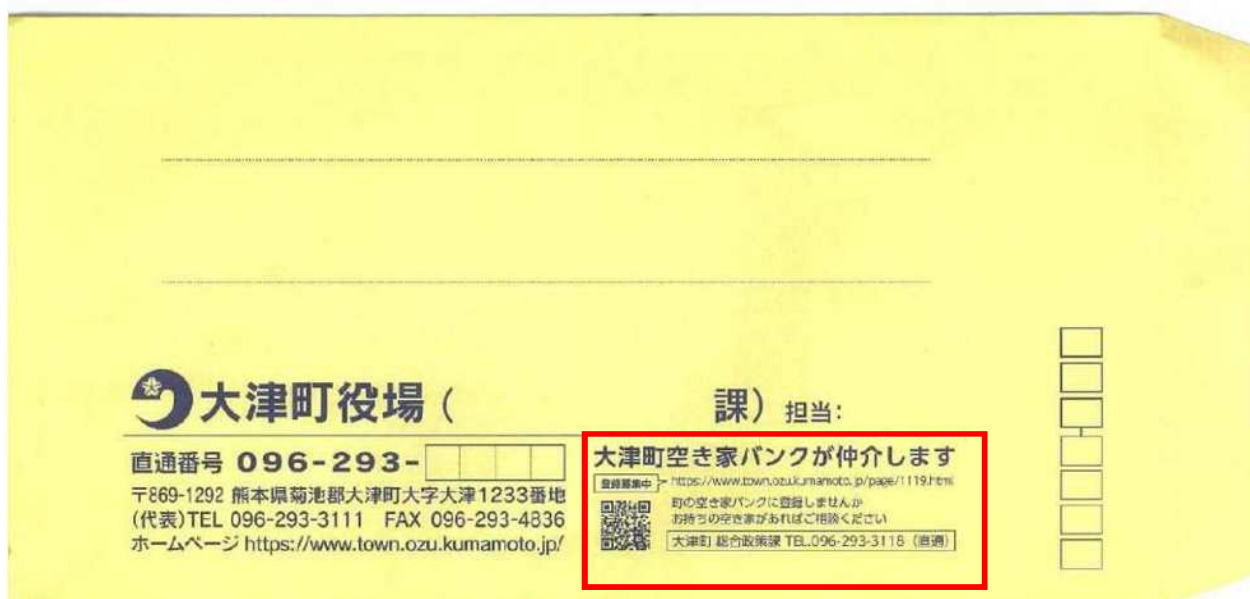 大津町役場（　　　課）担当：
直通番号 096-293-
〒869-1292 熊本県菊池郡大津町大字大津1233番地
(代表)TEL 096-293-3111 FAX 096-293-4836
ホームページ https://www.town.ozu.kumamoto.jp/
大津町空き家バンクが仲介します
登録募集中 https://www.town.ozu.kumamoto.jp/page/1119.html
町の空き家バンクに登録しませんか
お持ちの空き家があればご相談ください
大津町 総合政策課 TEL.096-293-3118（直通）